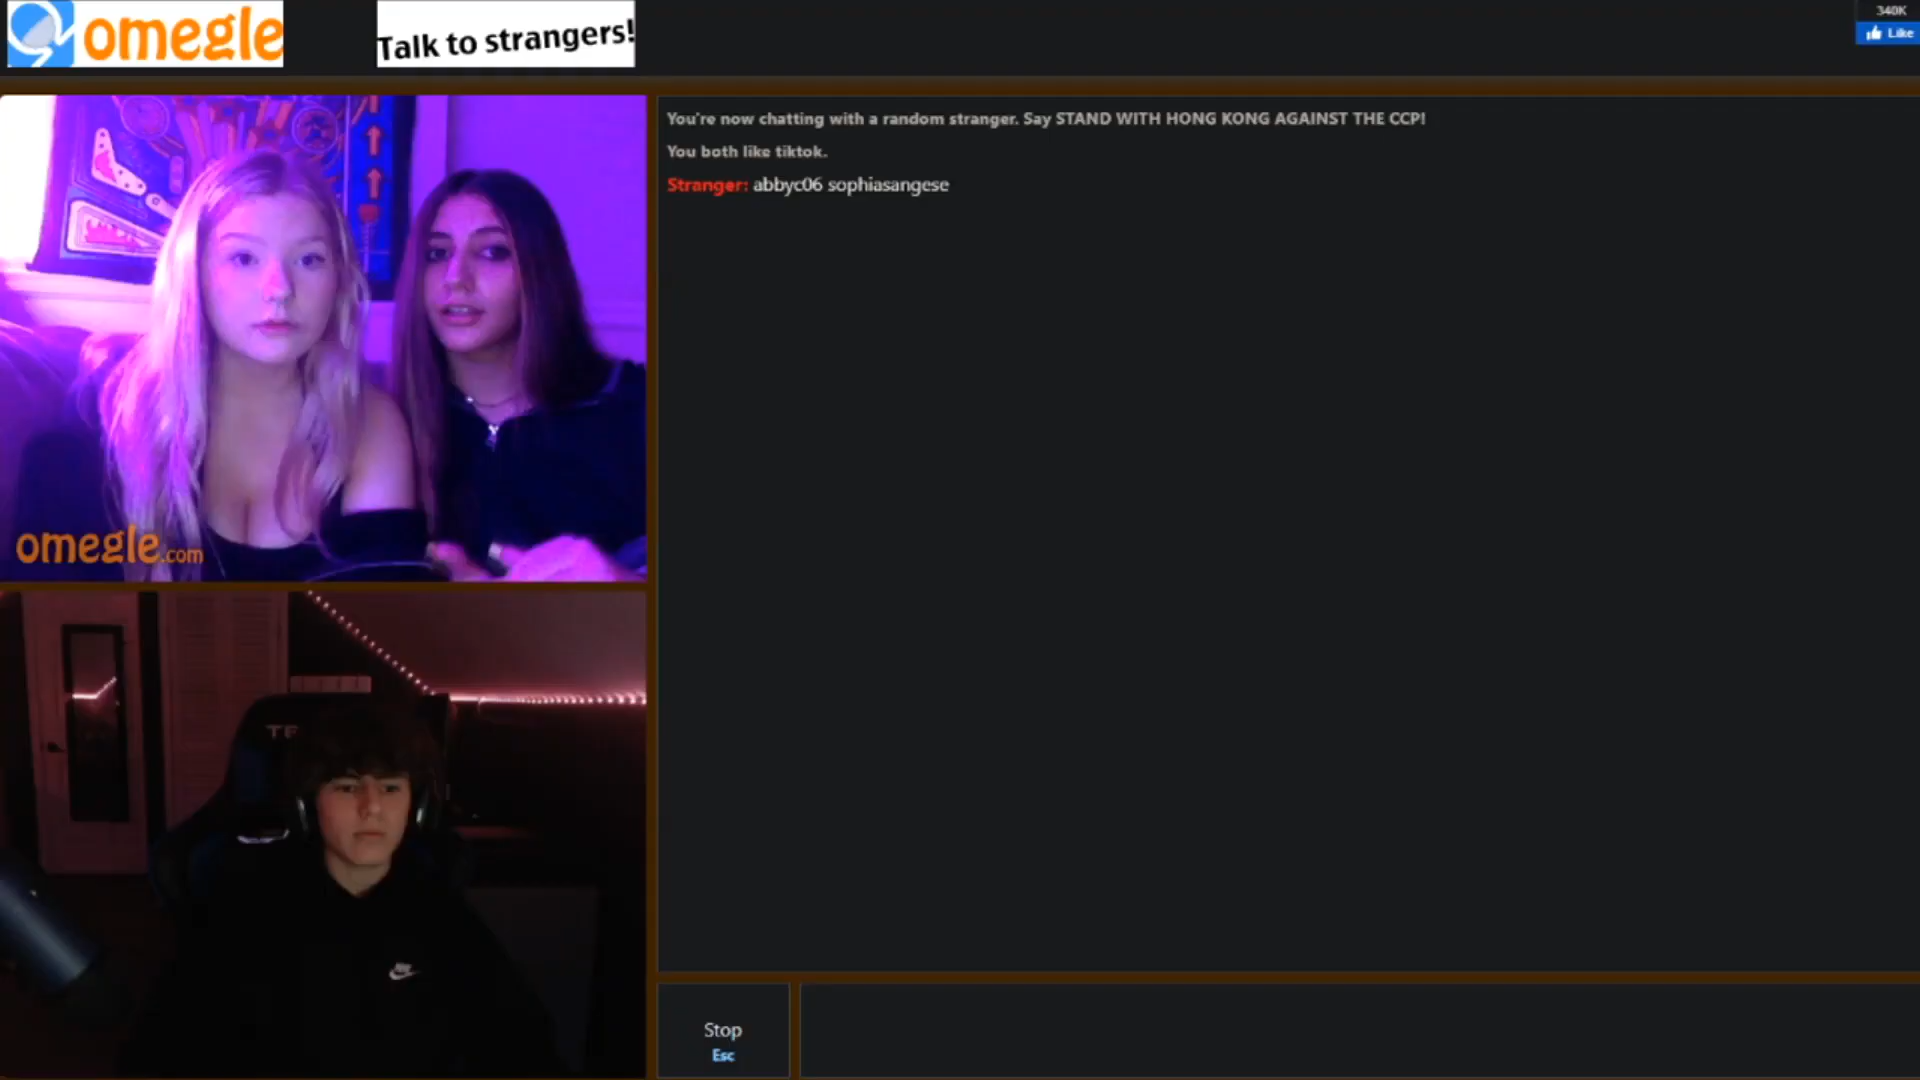 omegle
Talk to strangers!
340K
Like
You're now chatting with a random stranger. Say STAND WITH HONG KONG AGAINST THE CCP!
You both like tiktok.
Stranger: abbyc06 sophiasangese
omegle.com
Stop
Esc